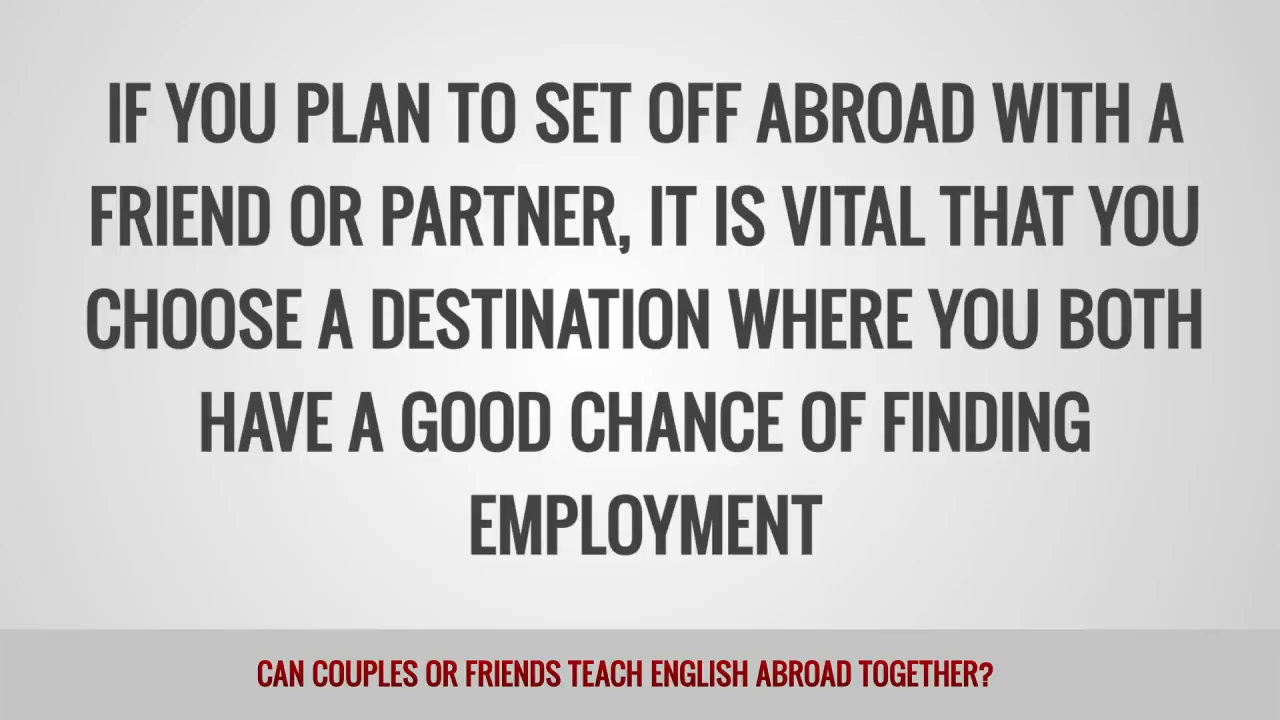 IF YOU PLAN TO SET OFF ABROAD WITH A
FRIEND OR PARTNER, IT IS VITAL THAT YOU
CHOOSE A DESTINATION WHERE YOU BOTH
HAVE A GOOD CHANCE OF FINDING
EMPLOYMENT
CAN COUPLES OR FRIENDS TEACH ENGLISH ABROAD TOGETHER?